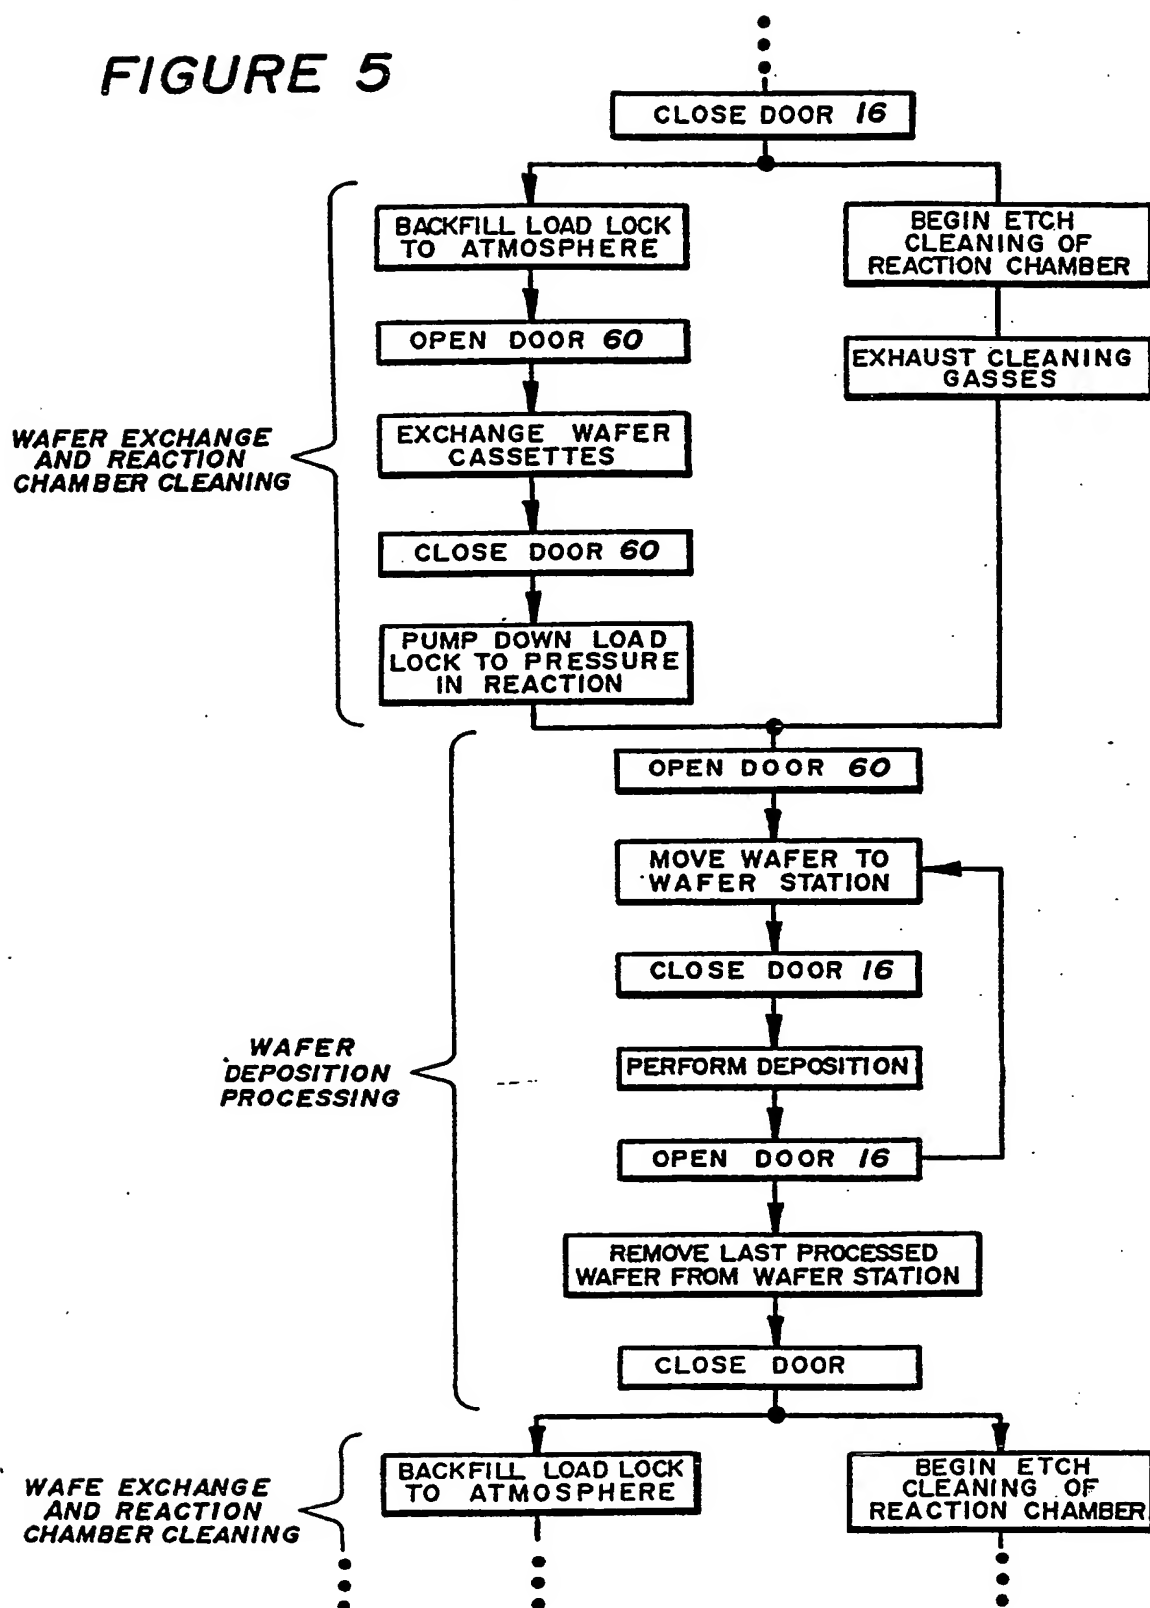 FIGURE 5
CLOSE DOOR 16
BACKFILL LOAD LOCK
TO ATMOSPHERE
BEGIN ETCH
CLEANING OF
REACTION CHAMBER
OPEN DOOR 60
EXHAUST CLEANING
GASSES
WAFER EXCHANGE
AND REACTION
CHAMBER CLEANING
EXCHANGE WAFER
CASSETTES
CLOSE DOOR 60
PUMP DOWN LOAD
LOCK TO PRESSURE
IN REACTION
OPEN DOOR 60
MOVE WAFER TO
WAFER STATION
CLOSE DOOR 16
WAFER
DEPOSITION
PROCESSING
PERFORM DEPOSITION
OPEN DOOR 16
REMOVE LAST PROCESSED
WAFER FROM WAFER STATION
CLOSE DOOR
WAFE EXCHANGE
AND REACTION
CHAMBER CLEANING
BACKFILL LOAD LOCK
TO ATMOSPHERE
BEGIN ETCH
CLEANING OF
REACTION CHAMBER